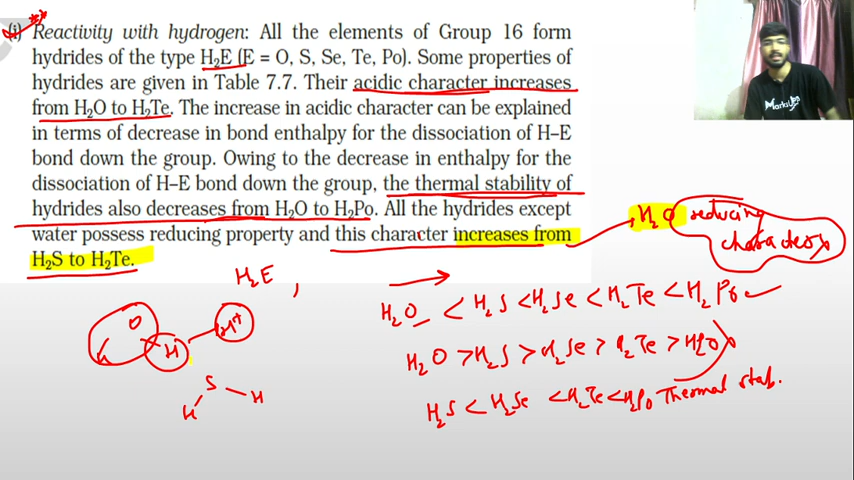 (i) Reactivity with hydrogen: All the elements of Group 16 form
hydrides of the type H₂E (E = O, S, Se, Te, Po). Some properties of
hydrides are given in Table 7.7. Their acidic character increases
from H₂O to H₂Te. The increase in acidic character can be explained
in terms of decrease in bond enthalpy for the dissociation of H–E
bond down the group. Owing to the decrease in enthalpy for the
dissociation of H–E bond down the group, the thermal stability of
hydrides also decreases from H₂O to H₂Po. All the hydrides except
water possess reducing property and this character increases from
H₂S to H₂Te.
H₂O reducing
character
H₂E ,
H₂O < H₂S < H₂Se < H₂Te < H₂Po
O
H
H⁺
H₂O > H₂S > H₂Se > H₂Te > H₂Po
S
H
H
H₂S < H₂Se < H₂Te < H₂Po Thermal stab.